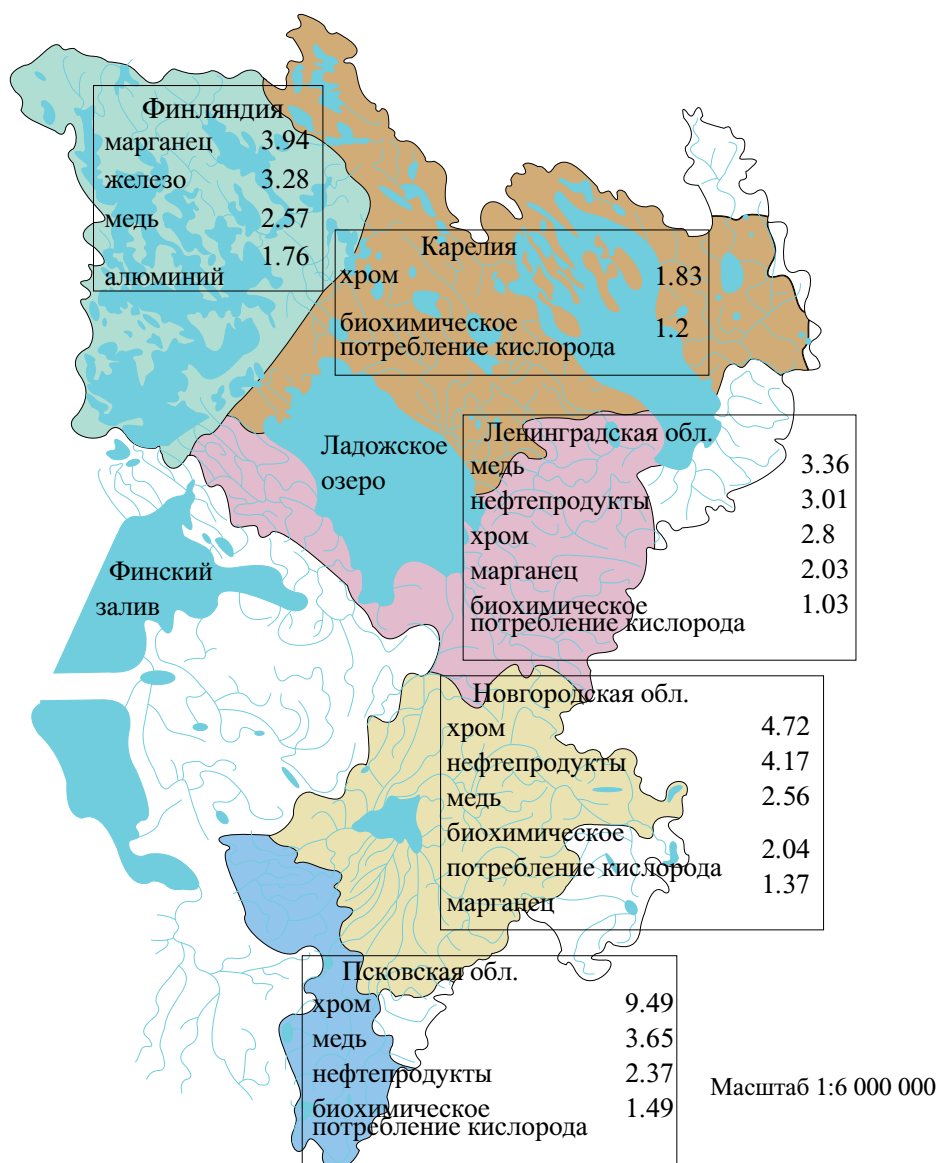 Финляндия
марганец 3.94
железо 3.28
медь 2.57
1.76
алюминий
Карелия
хром 1.83
биохимическое
потребление кислорода 1.2
Ладожское
озеро
Ленинградская обл.
медь 3.36
нефтепродукты 3.01
хром 2.8
марганец 2.03
биохимическое 1.03
потребление кислорода
Финский
залив
Новгородская обл.
хром 4.72
нефтепродукты 4.17
медь 2.56
биохимическое
потребление кислорода 2.04
марганец 1.37
Псковская обл.
хром 9.49
медь 3.65
нефтепродукты 2.37
биохимическое 1.49
потребление кислорода
Масштаб 1:6 000 000